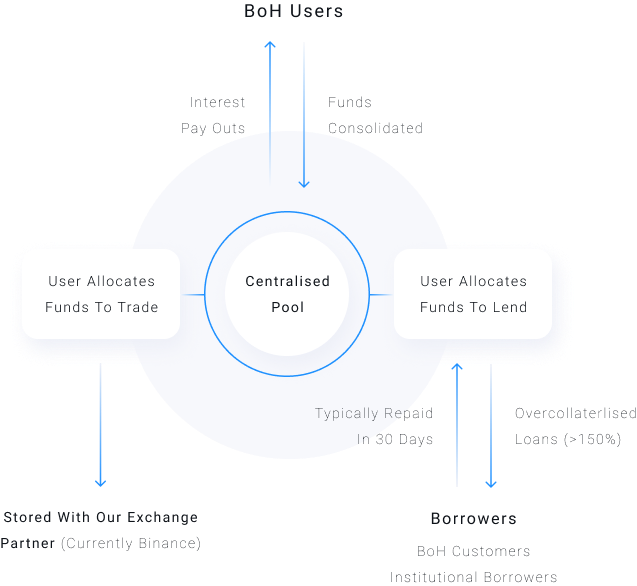 BoH Users
Interest
Pay Outs
Funds
Consolidated
User Allocates
Funds To Trade
Centralised
Pool
User Allocates
Funds To Lend
Typically Repaid
In 30 Days
Overcollaterlised
Loans (>150%)
Stored With Our Exchange
Partner (Currently Binance)
Borrowers
BoH Customers
Institutional Borrowers